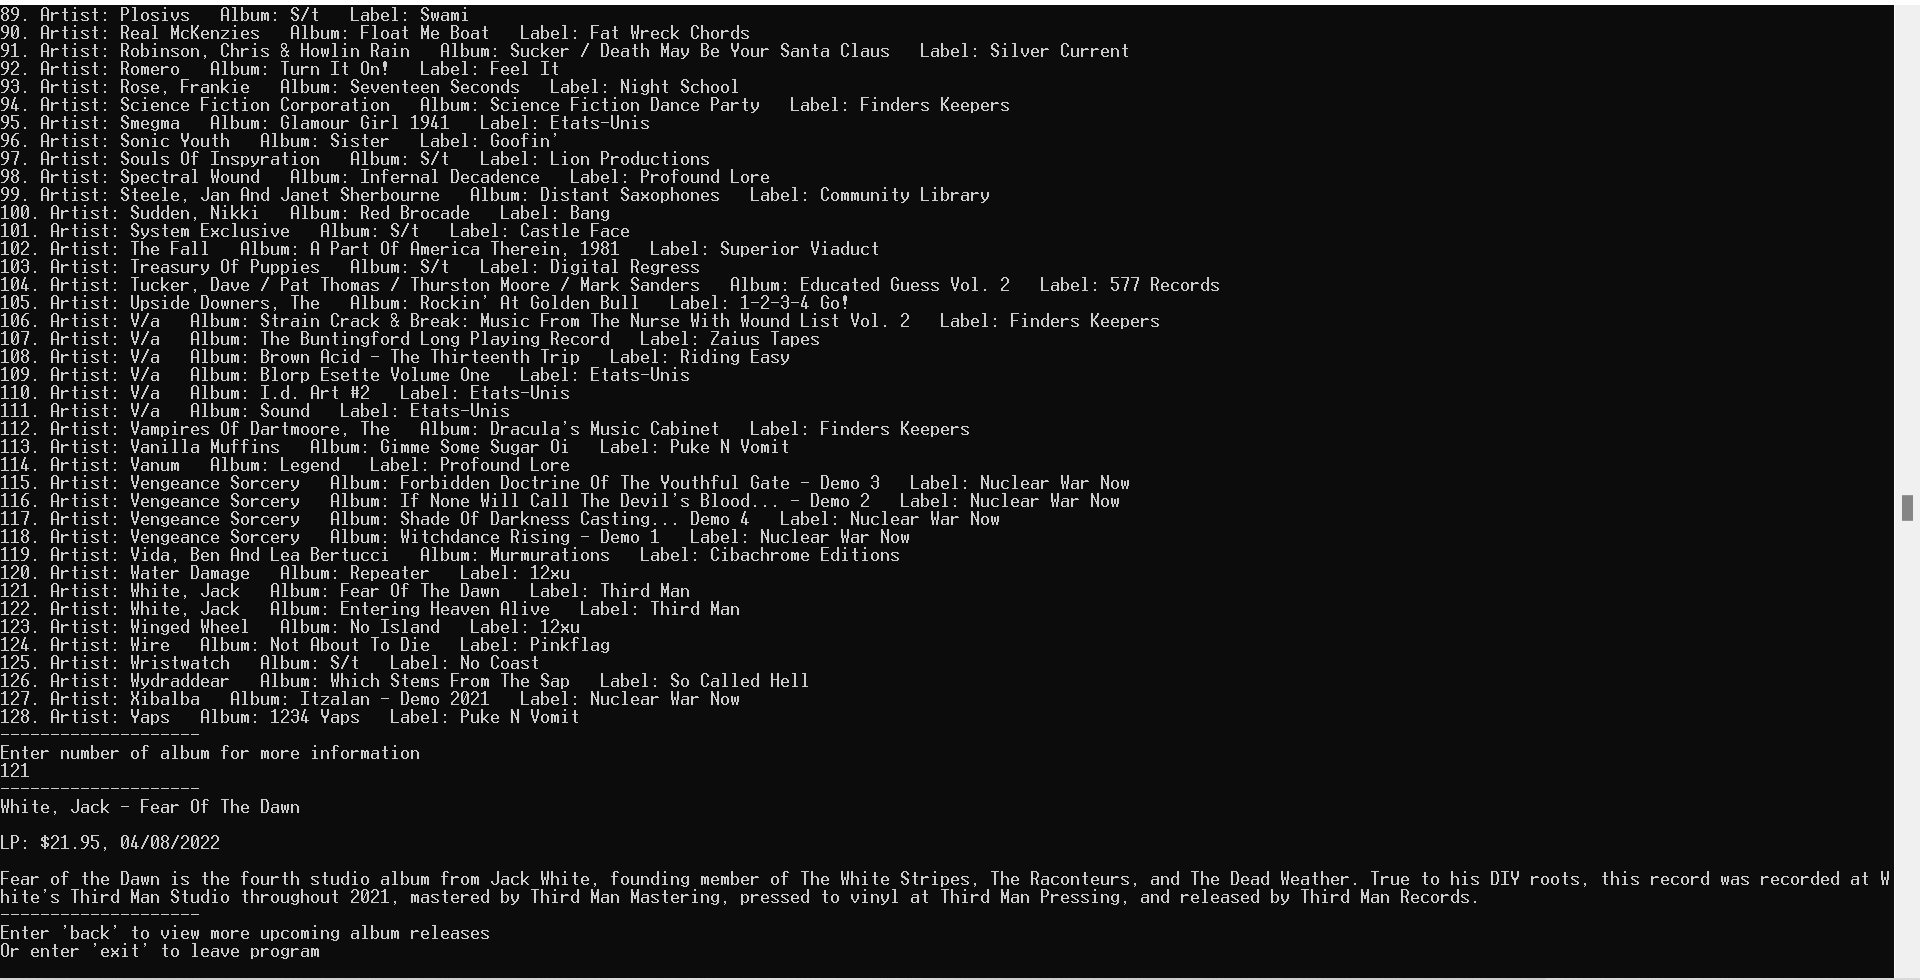 89. Artist: Plosivs   Album: S/t   Label: Swami
90. Artist: Real McKenzies   Album: Float Me Boat   Label: Fat Wreck Chords
91. Artist: Robinson, Chris & Howlin Rain   Album: Sucker / Death May Be Your Santa Claus   Label: Silver Current
92. Artist: Romero   Album: Turn It On!   Label: Feel It
93. Artist: Rose, Frankie   Album: Seventeen Seconds   Label: Night School
94. Artist: Science Fiction Corporation   Album: Science Fiction Dance Party   Label: Finders Keepers
95. Artist: Smegma   Album: Glamour Girl 1941   Label: Etats-Unis
96. Artist: Sonic Youth   Album: Sister   Label: Goofin'
97. Artist: Souls Of Inspyration   Album: S/t   Label: Lion Productions
98. Artist: Spectral Wound   Album: Infernal Decadence   Label: Profound Lore
99. Artist: Steele, Jan And Janet Sherbourne   Album: Distant Saxophones   Label: Community Library
100. Artist: Sudden, Nikki   Album: Red Brocade   Label: Bang
101. Artist: System Exclusive   Album: S/t   Label: Castle Face
102. Artist: The Fall   Album: A Part Of America Therein, 1981   Label: Superior Viaduct
103. Artist: Treasury Of Puppies   Album: S/t   Label: Digital Regress
104. Artist: Tucker, Dave / Pat Thomas / Thurston Moore / Mark Sanders   Album: Educated Guess Vol. 2   Label: 577 Records
105. Artist: Upside Downers, The   Album: Rockin' At Golden Bull   Label: 1-2-3-4 Go!
106. Artist: V/a   Album: Strain Crack & Break: Music From The Nurse With Wound List Vol. 2   Label: Finders Keepers
107. Artist: V/a   Album: The Buntingford Long Playing Record   Label: Zaius Tapes
108. Artist: V/a   Album: Brown Acid - The Thirteenth Trip   Label: Riding Easy
109. Artist: V/a   Album: Blorp Esette Volume One   Label: Etats-Unis
110. Artist: V/a   Album: I.d. Art #2   Label: Etats-Unis
111. Artist: V/a   Album: Sound   Label: Etats-Unis
112. Artist: Vampires Of Dartmoore, The   Album: Dracula's Music Cabinet   Label: Finders Keepers
113. Artist: Vanilla Muffins   Album: Gimme Some Sugar Oi   Label: Puke N Vomit
114. Artist: Vanum   Album: Legend   Label: Profound Lore
115. Artist: Vengeance Sorcery   Album: Forbidden Doctrine Of The Youthful Gate - Demo 3   Label: Nuclear War Now
116. Artist: Vengeance Sorcery   Album: If None Will Call The Devil's Blood... - Demo 2   Label: Nuclear War Now
117. Artist: Vengeance Sorcery   Album: Shade Of Darkness Casting... Demo 4   Label: Nuclear War Now
118. Artist: Vengeance Sorcery   Album: Witchdance Rising - Demo 1   Label: Nuclear War Now
119. Artist: Vida, Ben And Lea Bertucci   Album: Murmurations   Label: Cibachrome Editions
120. Artist: Water Damage   Album: Repeater   Label: 12xu
121. Artist: White, Jack   Album: Fear Of The Dawn   Label: Third Man
122. Artist: White, Jack   Album: Entering Heaven Alive   Label: Third Man
123. Artist: Winged Wheel   Album: No Island   Label: 12xu
124. Artist: Wire   Album: Not About To Die   Label: Pinkflag
125. Artist: Wristwatch   Album: S/t   Label: No Coast
126. Artist: Wydraddear   Album: Which Stems From The Sap   Label: So Called Hell
127. Artist: Xibalba   Album: Itzalan - Demo 2021   Label: Nuclear War Now
128. Artist: Yaps   Album: 1234 Yaps   Label: Puke N Vomit
--------------------
Enter number of album for more information
121
--------------------
White, Jack - Fear Of The Dawn
LP: $21.95, 04/08/2022
Fear of the Dawn is the fourth studio album from Jack White, founding member of The White Stripes, The Raconteurs, and The Dead Weather. True to his DIY roots, this record was recorded at W
hite's Third Man Studio throughout 2021, mastered by Third Man Mastering, pressed to vinyl at Third Man Pressing, and released by Third Man Records.
--------------------
Enter 'back' to view more upcoming album releases
Or enter 'exit' to leave program